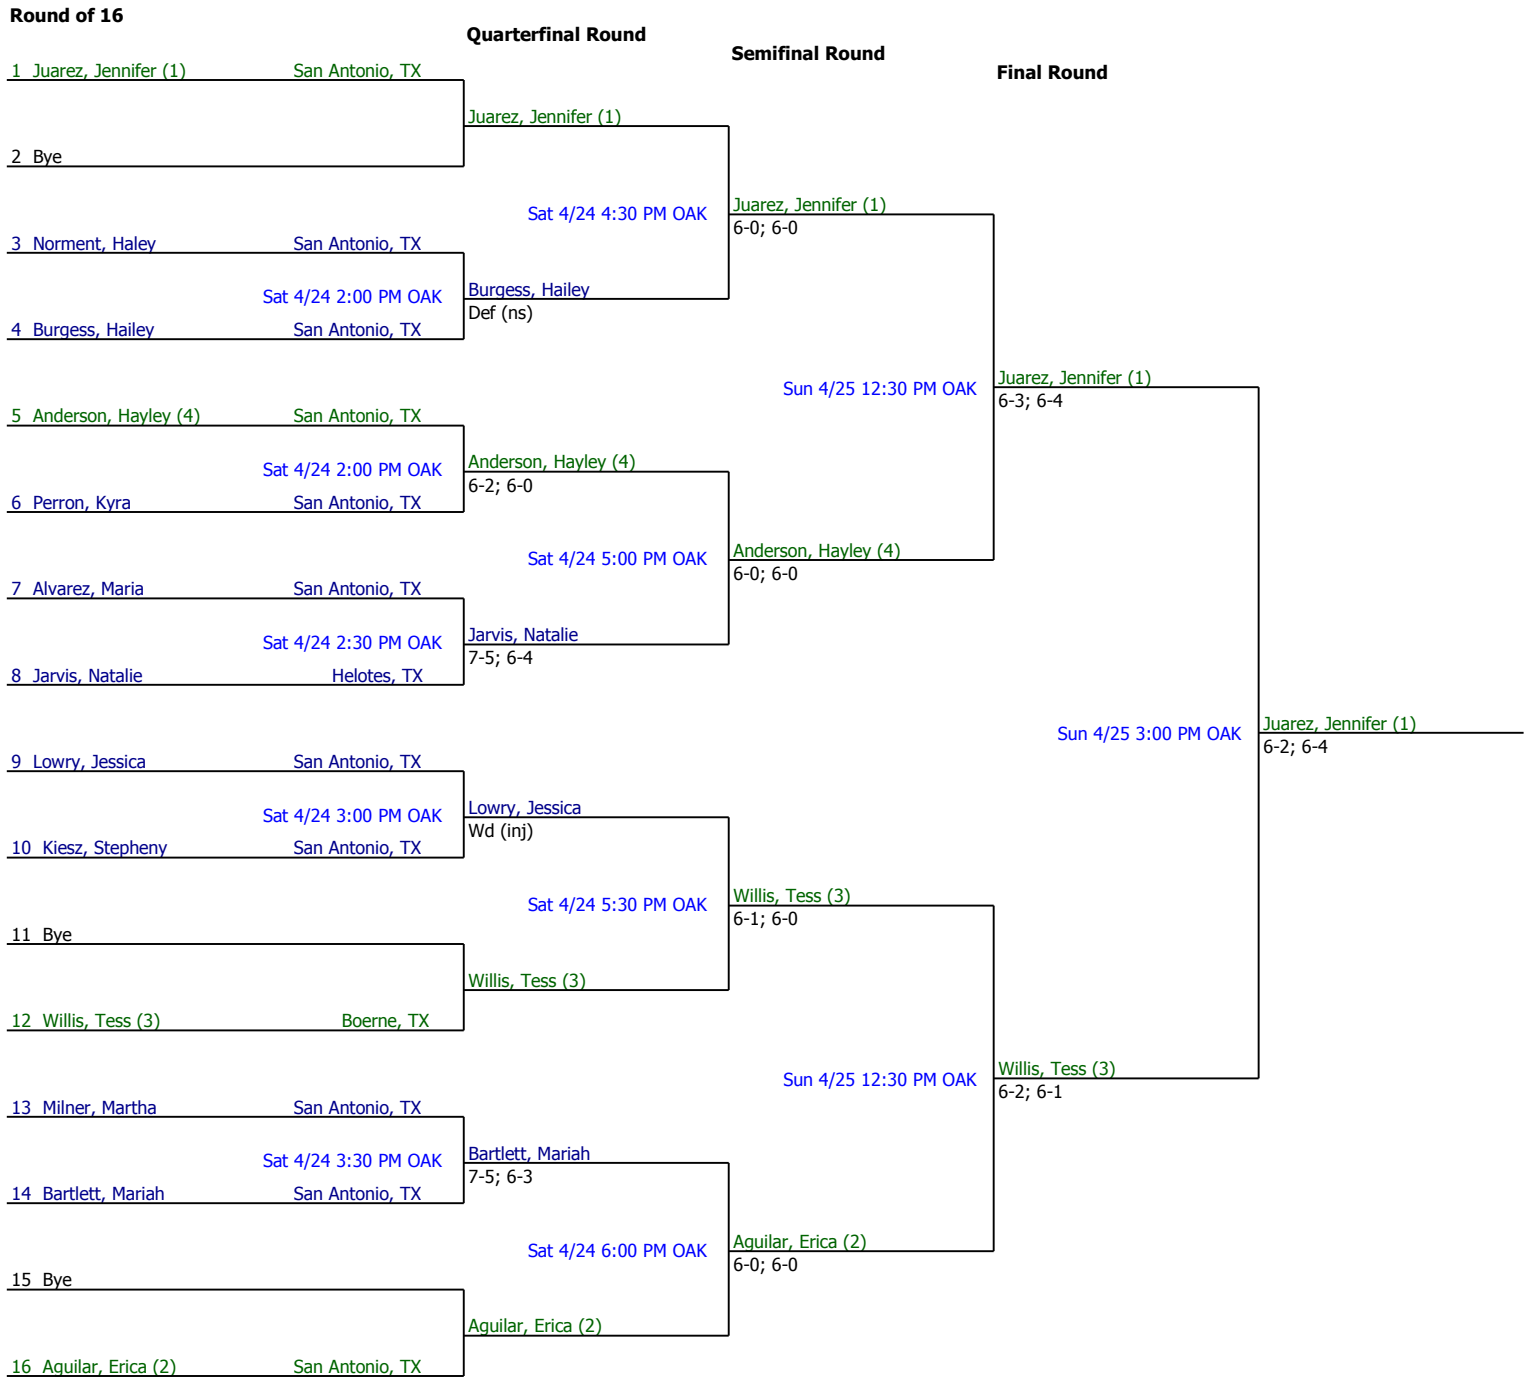 Round of 16
Quarterfinal Round
Semifinal Round
Final Round
1 Juarez, Jennifer (1) San Antonio, TX
Juarez, Jennifer (1)
2 Bye
Sat 4/24 4:30 PM OAK
Juarez, Jennifer (1)
6-0; 6-0
3 Norment, Haley San Antonio, TX
Sat 4/24 2:00 PM OAK
Burgess, Hailey
Def (ns)
4 Burgess, Hailey San Antonio, TX
Sun 4/25 12:30 PM OAK
Juarez, Jennifer (1)
6-3; 6-4
5 Anderson, Hayley (4) San Antonio, TX
Sat 4/24 2:00 PM OAK
Anderson, Hayley (4)
6-2; 6-0
6 Perron, Kyra San Antonio, TX
Sat 4/24 5:00 PM OAK
Anderson, Hayley (4)
6-0; 6-0
7 Alvarez, Maria San Antonio, TX
Sat 4/24 2:30 PM OAK
Jarvis, Natalie
7-5; 6-4
8 Jarvis, Natalie Helotes, TX
Sun 4/25 3:00 PM OAK
Juarez, Jennifer (1)
6-2; 6-4
9 Lowry, Jessica San Antonio, TX
Sat 4/24 3:00 PM OAK
Lowry, Jessica
Wd (inj)
10 Kiesz, Stepheny San Antonio, TX
Sat 4/24 5:30 PM OAK
Willis, Tess (3)
6-1; 6-0
11 Bye
Willis, Tess (3)
12 Willis, Tess (3) Boerne, TX
Sun 4/25 12:30 PM OAK
Willis, Tess (3)
6-2; 6-1
13 Milner, Martha San Antonio, TX
Sat 4/24 3:30 PM OAK
Bartlett, Mariah
7-5; 6-3
14 Bartlett, Mariah San Antonio, TX
Sat 4/24 6:00 PM OAK
Aguilar, Erica (2)
6-0; 6-0
15 Bye
Aguilar, Erica (2)
16 Aguilar, Erica (2) San Antonio, TX